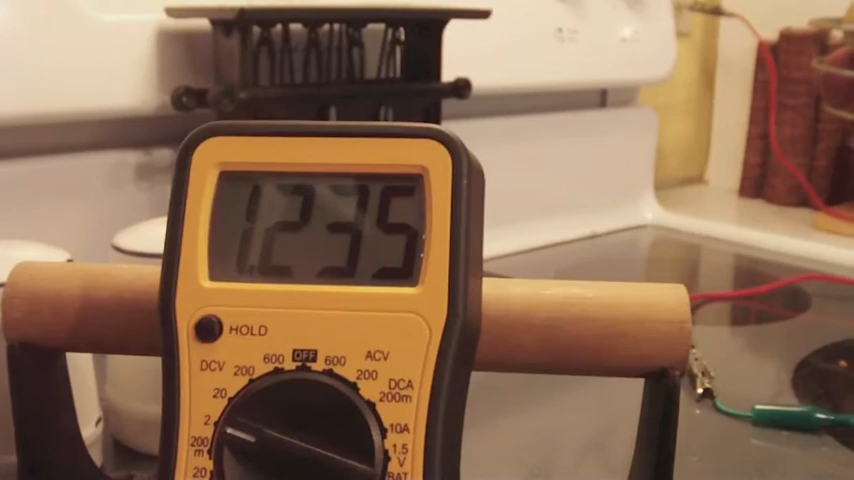 1.235
HOLD
DCV 600 OFF 600 ACV
200 200
20 DCA
200m
2 10A
200 1.5
m V
20 BAT